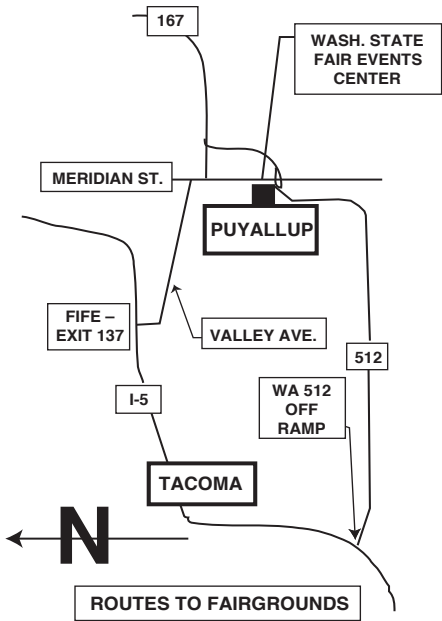 167
WASH. STATE
FAIR EVENTS
CENTER
MERIDIAN ST.
PUYALLUP
FIFE –
EXIT 137
VALLEY AVE.
512
I-5
WA 512
OFF
RAMP
TACOMA
N
ROUTES TO FAIRGROUNDS